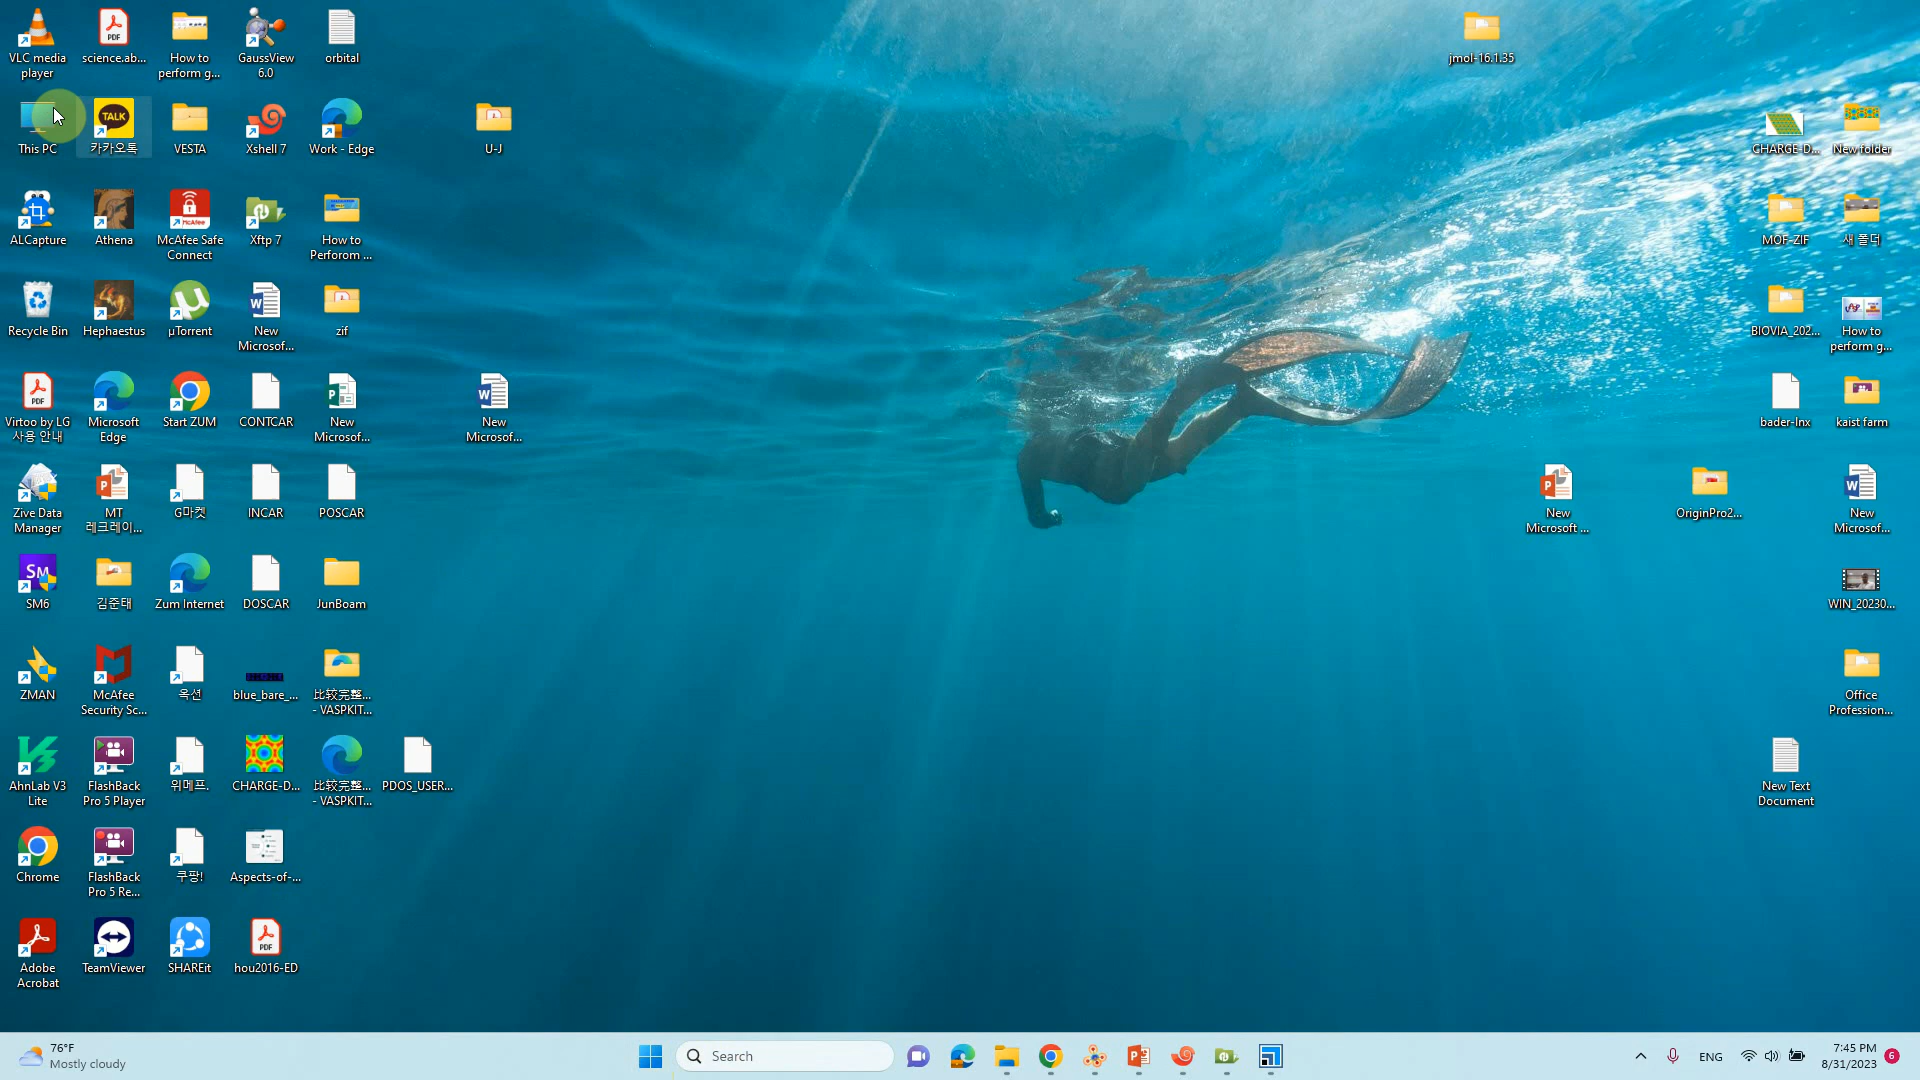 VLC media
player
science.ab...
How to
perform g...
GaussView
6.0
orbital
jmol-16.1.35
This PC
TALK
카카오톡
VESTA
Xshell 7
Work - Edge
U-J
CHARGE-D...
New folder
ALCapture
Athena
McAfee
McAfee Safe
Connect
Xftp 7
How to
Perforom ...
MOF-ZIF
새 폴더
Recycle Bin
Hephaestus
µTorrent
New
Microsof...
zif
BIOVIA_202...
How to
perform g...
Virtoo by LG
사용 안내
Microsoft
Edge
Start ZUM
CONTCAR
New
Microsof...
New
Microsof...
bader-lnx
kaist farm
Zive Data
Manager
MT
레크레이...
G마켓
INCAR
POSCAR
New
Microsoft ...
OriginPro2...
New
Microsof...
SM
SM6
김준태
Zum Internet
DOSCAR
JunBoam
WIN_20230...
ZMAN
McAfee
Security Sc...
옥션
blue_bare_...
比较完整...
- VASPKIT...
Office
Profession...
AhnLab V3
Lite
FlashBack
Pro 5 Player
위메프.
CHARGE-D...
比较完整...
- VASPKIT...
PDOS_USER...
New Text
Document
Chrome
FlashBack
Pro 5 Re...
쿠팡!
Aspects-of-...
Adobe
Acrobat
TeamViewer
SHAREit
PDF
hou2016-ED
76°F
Mostly cloudy
Search
ENG
7:45 PM
8/31/2023
6